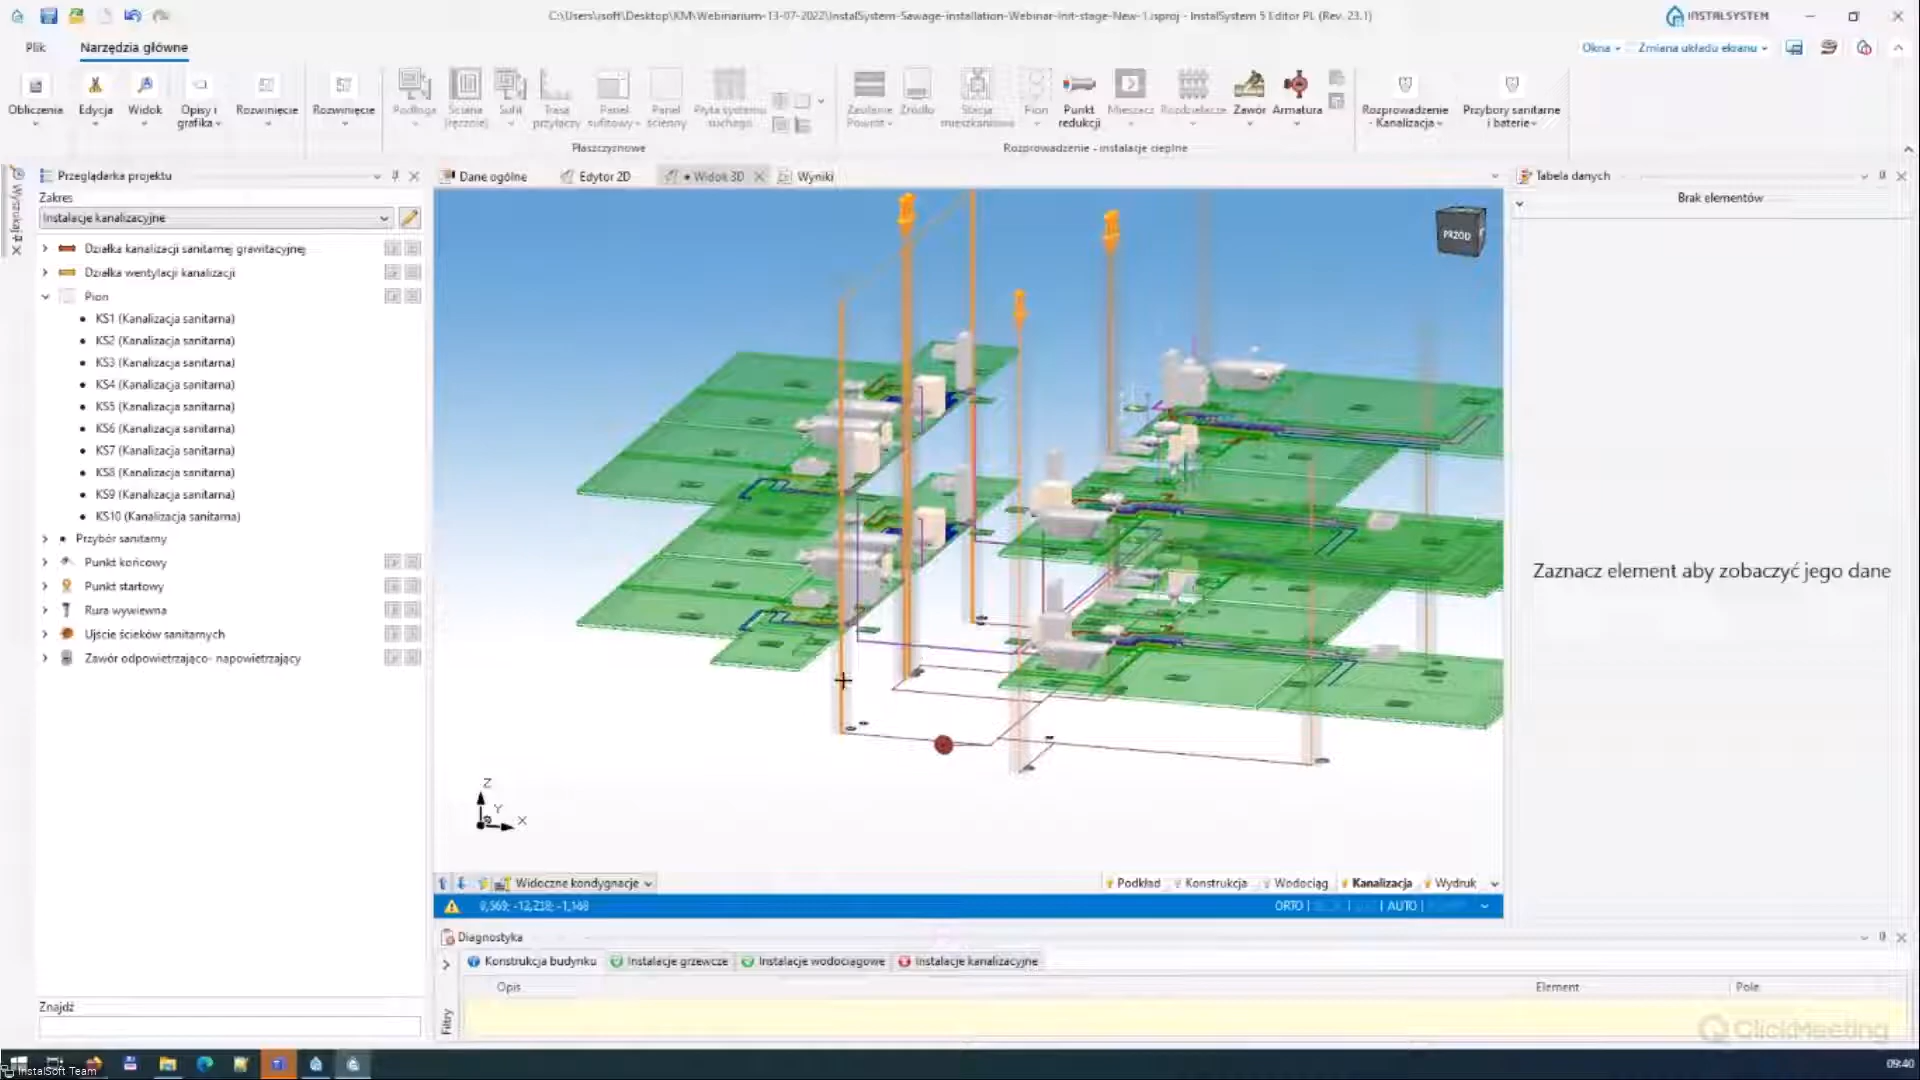 C:\Users\usoft\Desktop\KM\Webinarium-13-07-2022\InstalSystem-Sawage-installation-Webinar-Init-stage-New-1.isproj - InstalSystem 5 Editor PL (Rev. 23.1)
INSTALSYSTEM
Plik
Narzędzia główne
Okna
Zmiana układu ekranu
Obliczenia
Edycja
Widok
Opisy i grafika
Rozwinięcie
Rozwinięcie
Podłoga
Ściana (ręcznie)
Sufit
Trasa przyłączy
Panel sufitowy
Panel ścienny
Płyta systemu suchego
Zasilanie Powrót
Źródło
Stacja mieszkaniowa
Pion
Punkt redukcji
Mieszacz
Rozdzielacze
Zawór
Armatura
Rozprowadzenie - Kanalizacja
Przybory sanitarne i baterie
Płaszczyznowe
Rozprowadzenie - instalacje cieplne
Wyszukaj
Przeglądarka projektu
Zakres
Instalacje kanalizacyjne
Działka kanalizacji sanitarnej grawitacyjnej
Działka wentylacji kanalizacji
Pion
KS1 (Kanalizacja sanitarna)
KS2 (Kanalizacja sanitarna)
KS3 (Kanalizacja sanitarna)
KS4 (Kanalizacja sanitarna)
KS5 (Kanalizacja sanitarna)
KS6 (Kanalizacja sanitarna)
KS7 (Kanalizacja sanitarna)
KS8 (Kanalizacja sanitarna)
KS9 (Kanalizacja sanitarna)
KS10 (Kanalizacja sanitarna)
Przybór sanitarny
Punkt końcowy
Punkt startowy
Rura wywiewna
Ujście ścieków sanitarnych
Zawór odpowietrzająco- napowietrzający
Znajdź
Dane ogólne
Edytor 2D
Widok 3D
Wyniki
PRZÓD
Z
Y
X
Widoczne kondygnacje
Podkład
Konstrukcja
Wodociąg
Kanalizacja
Wydruk
8,569; -12,218; -1,168
ORTO
AUTO
Tabela danych
Brak elementów
Zaznacz element aby zobaczyć jego dane
Diagnostyka
Konstrukcja budynku
Instalacje grzewcze
Instalacje wodociągowe
Instalacje kanalizacyjne
Opis
Element
Pole
Filtry
ClickMeeting
InstalSoft Team
09:40